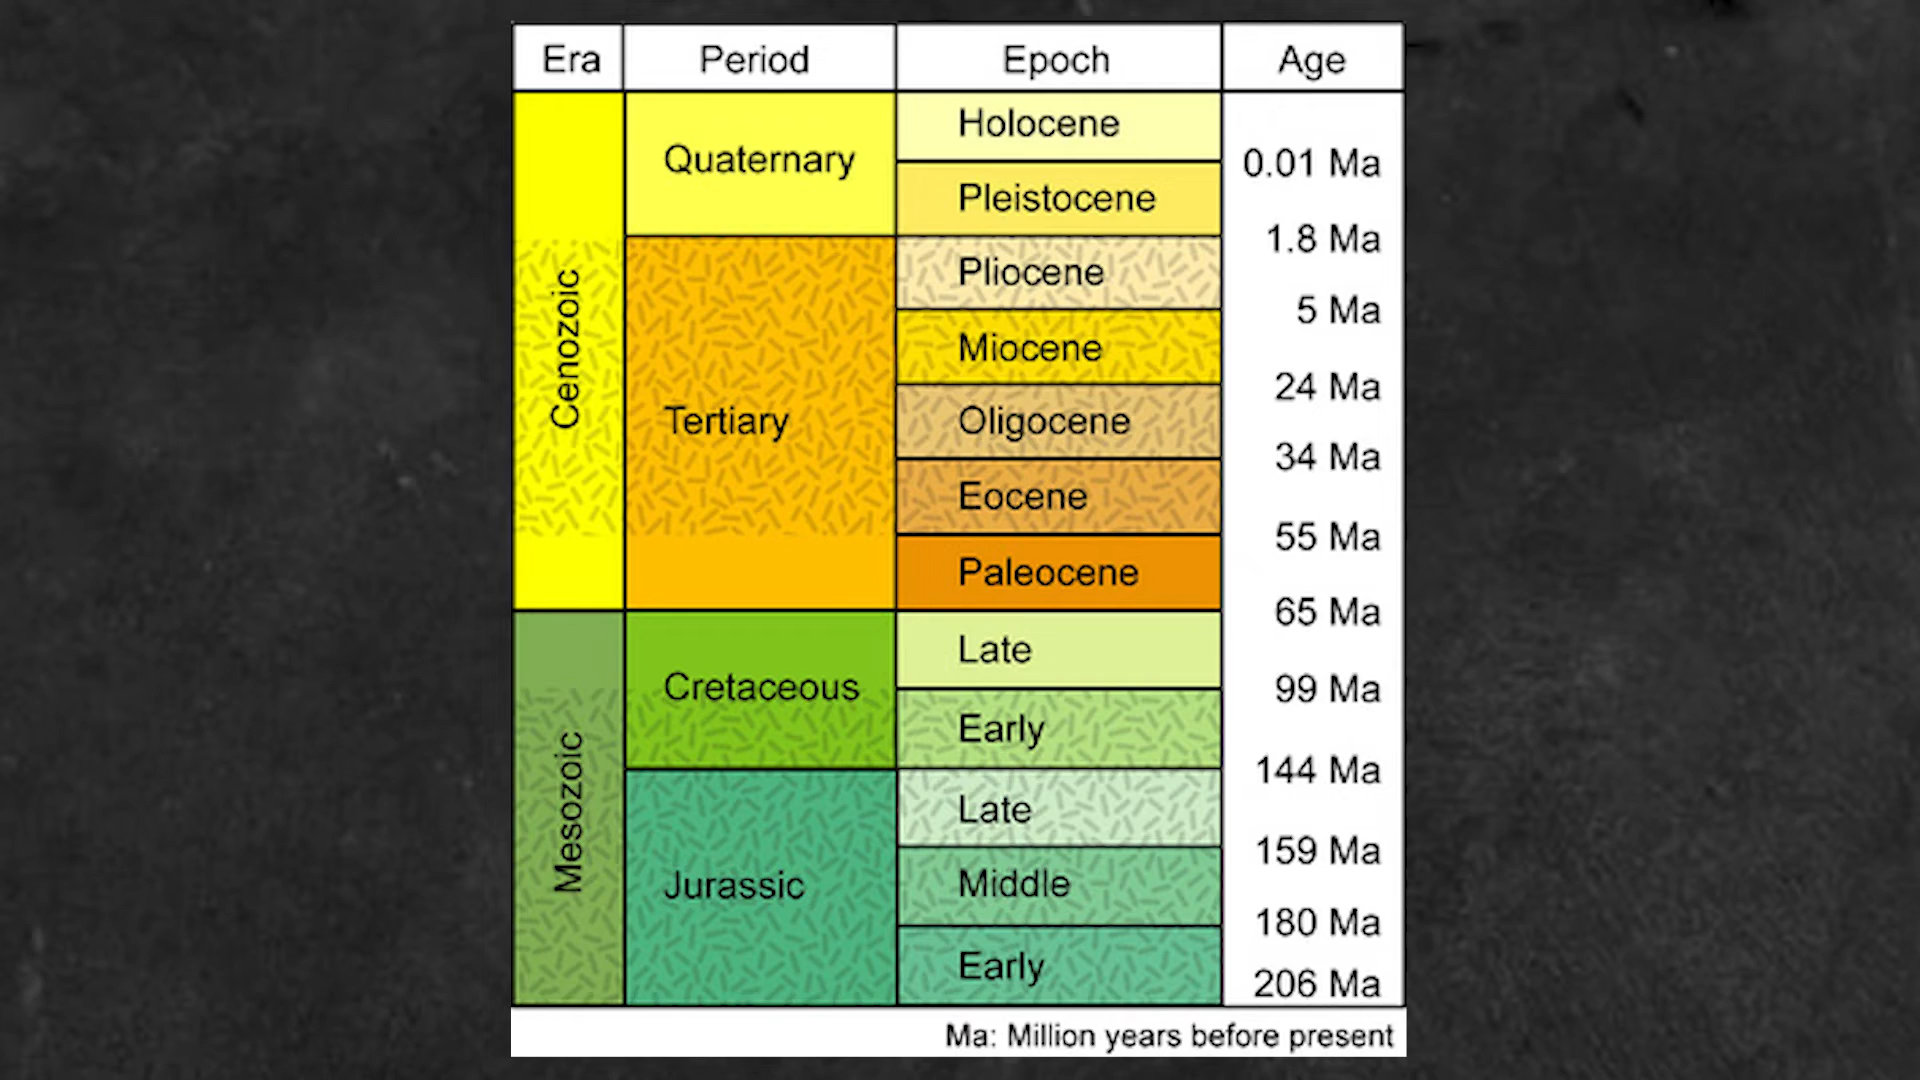 Era Period Epoch Age
Cenozoic
Quaternary
Holocene
0.01 Ma
Pleistocene
1.8 Ma
Tertiary
Pliocene
5 Ma
Miocene
24 Ma
Oligocene
34 Ma
Eocene
55 Ma
Paleocene
65 Ma
Mesozoic
Cretaceous
Late
99 Ma
Early
144 Ma
Jurassic
Late
159 Ma
Middle
180 Ma
Early
206 Ma
Ma: Million years before present